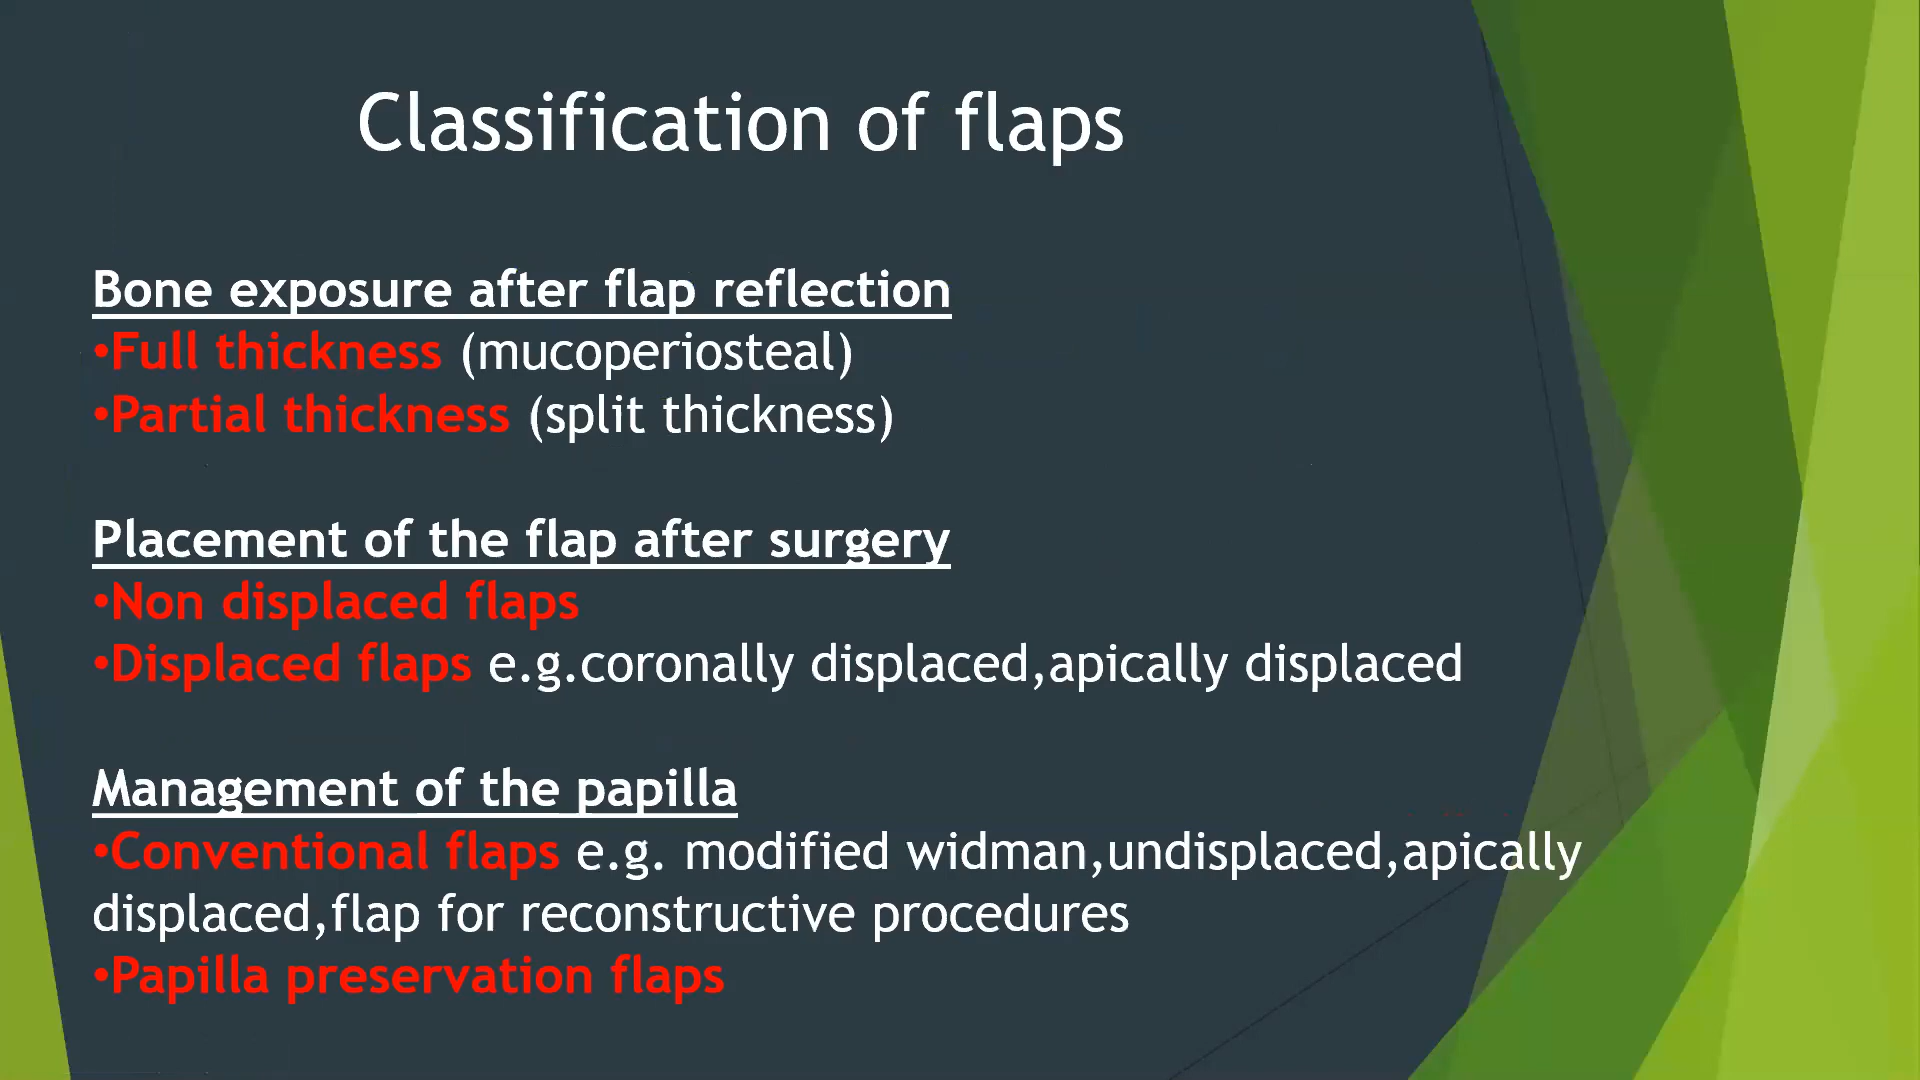 Classification of flaps
Bone exposure after flap reflection
•Full thickness (mucoperiosteal)
•Partial thickness (split thickness)
Placement of the flap after surgery
•Non displaced flaps
•Displaced flaps e.g.coronally displaced,apically displaced
Management of the papilla
•Conventional flaps e.g. modified widman,undisplaced,apically
displaced,flap for reconstructive procedures
•Papilla preservation flaps